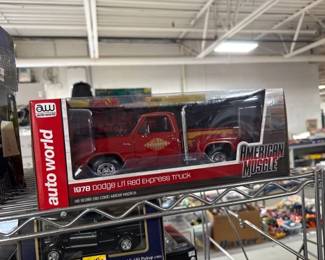 aw
auto world
1978 Dodge Li'l Red Express Truck
AMERICAN
MUSCLE